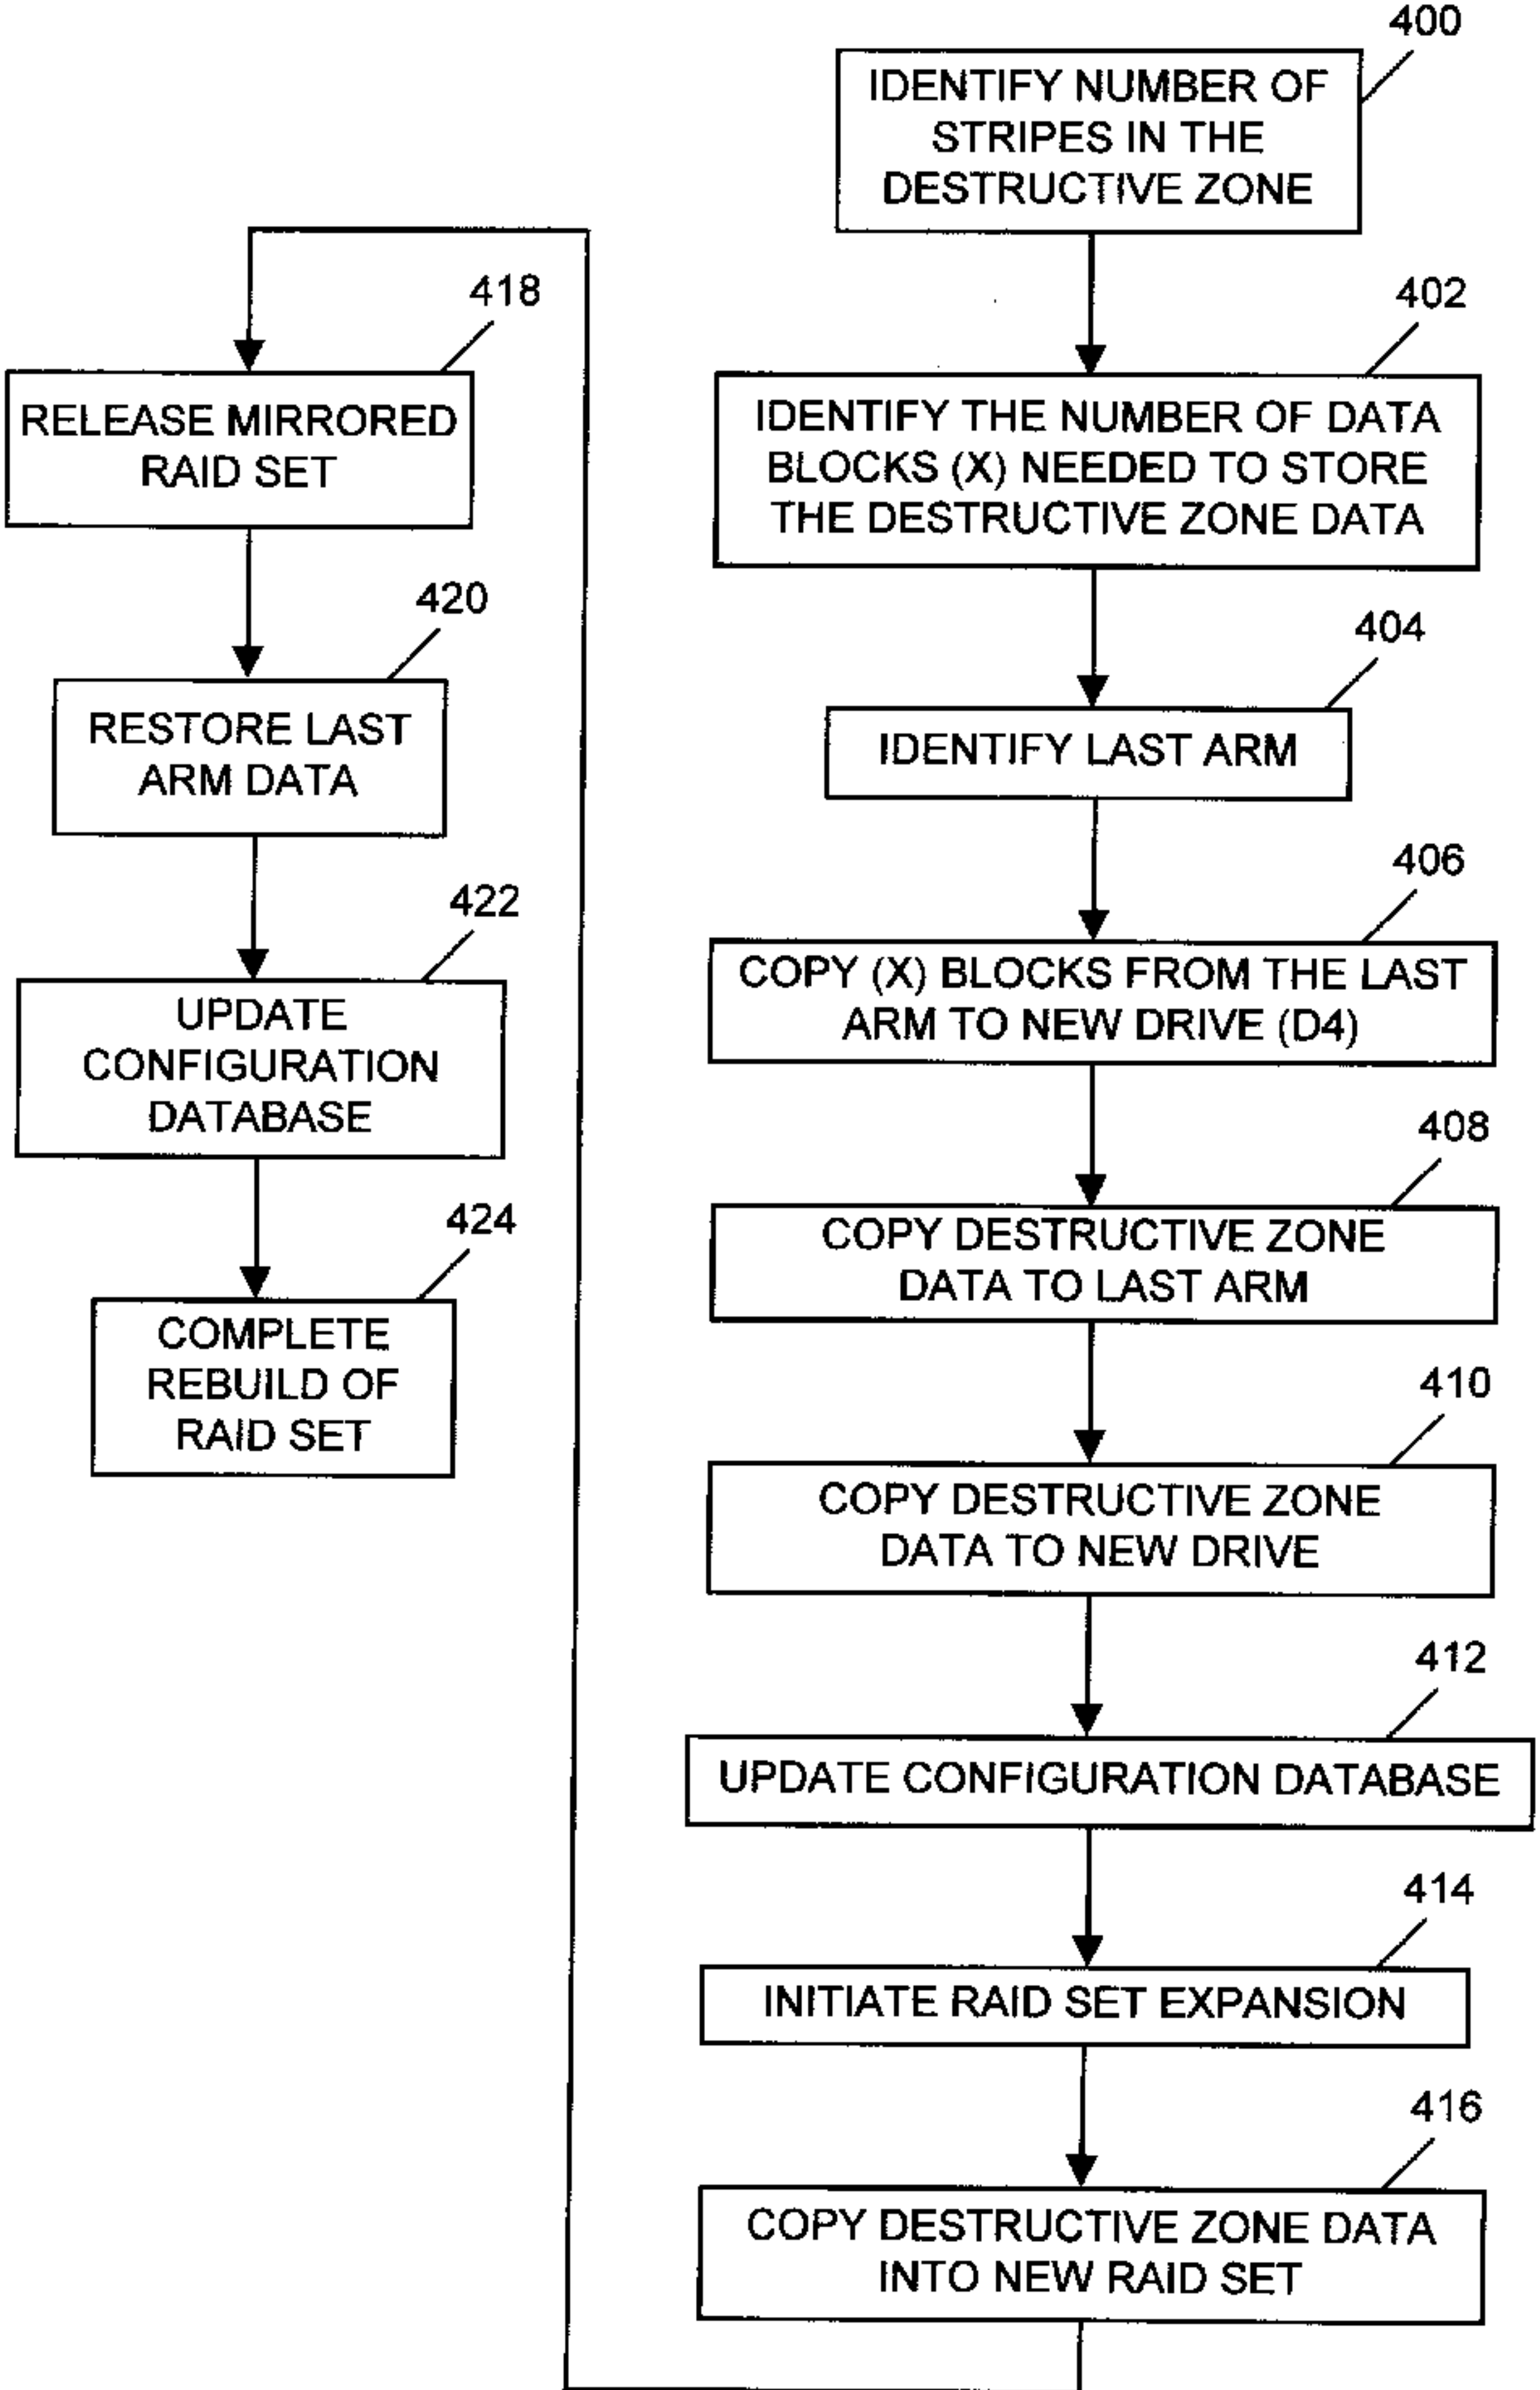 400
IDENTIFY NUMBER OF
STRIPES IN THE
DESTRUCTIVE ZONE
402
IDENTIFY THE NUMBER OF DATA
BLOCKS (X) NEEDED TO STORE
THE DESTRUCTIVE ZONE DATA
404
IDENTIFY LAST ARM
406
COPY (X) BLOCKS FROM THE LAST
ARM TO NEW DRIVE (D4)
408
COPY DESTRUCTIVE ZONE
DATA TO LAST ARM
410
COPY DESTRUCTIVE ZONE
DATA TO NEW DRIVE
412
UPDATE CONFIGURATION DATABASE
414
INITIATE RAID SET EXPANSION
416
COPY DESTRUCTIVE ZONE DATA
INTO NEW RAID SET
418
RELEASE MIRRORED
RAID SET
420
RESTORE LAST
ARM DATA
422
UPDATE
CONFIGURATION
DATABASE
424
COMPLETE
REBUILD OF
RAID SET